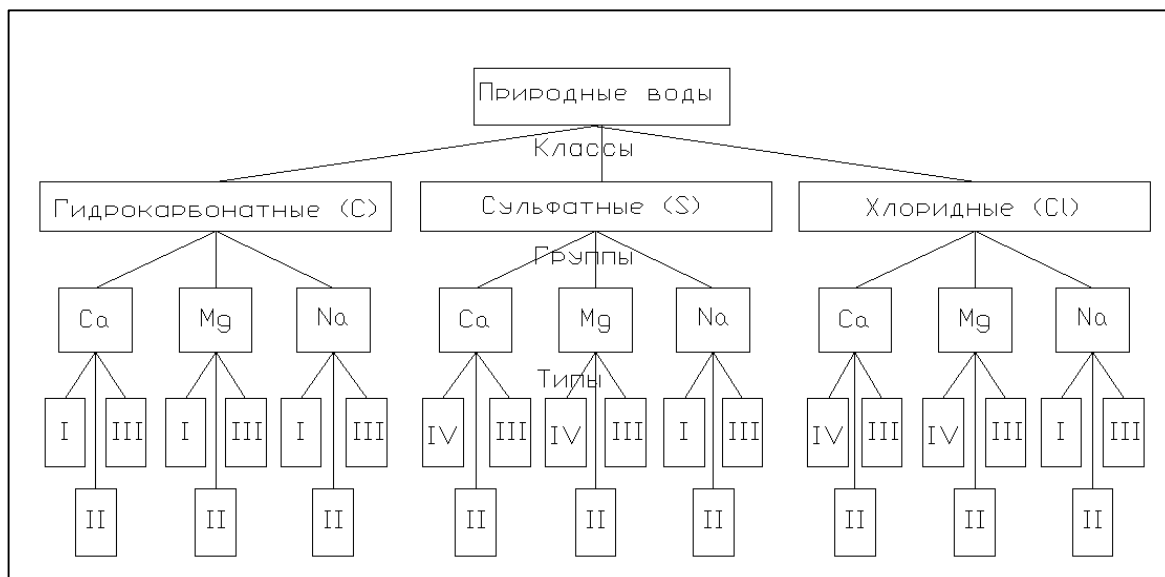 Природные воды
Классы
Гидрокарбонатные (С) Сульфатные (S) Хлоридные (Cl)
Группы
Ca Mg Na Ca Mg Na Ca Mg Na
Типы
I III I III I III IV III IV III I III IV III IV III I III
II II II II II II II II II